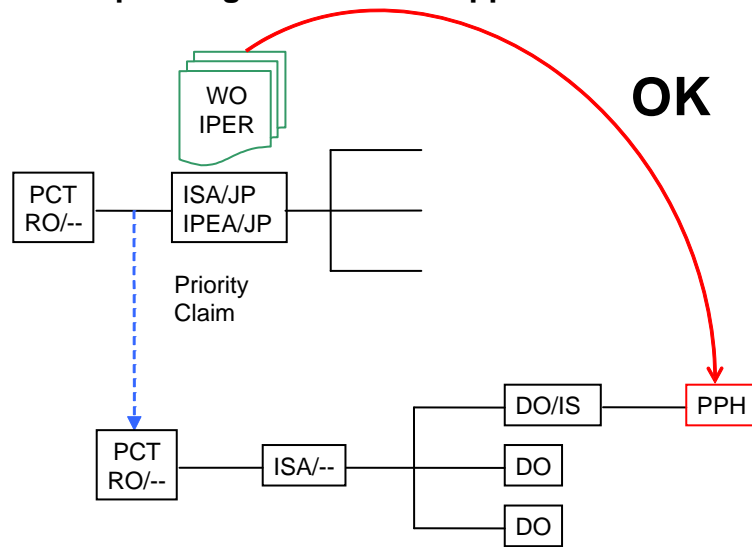 WO
IPER
OK
PCT
RO/--
ISA/JP
IPEA/JP
Priority
Claim
DO/IS
PPH
PCT
RO/--
ISA/--
DO
DO